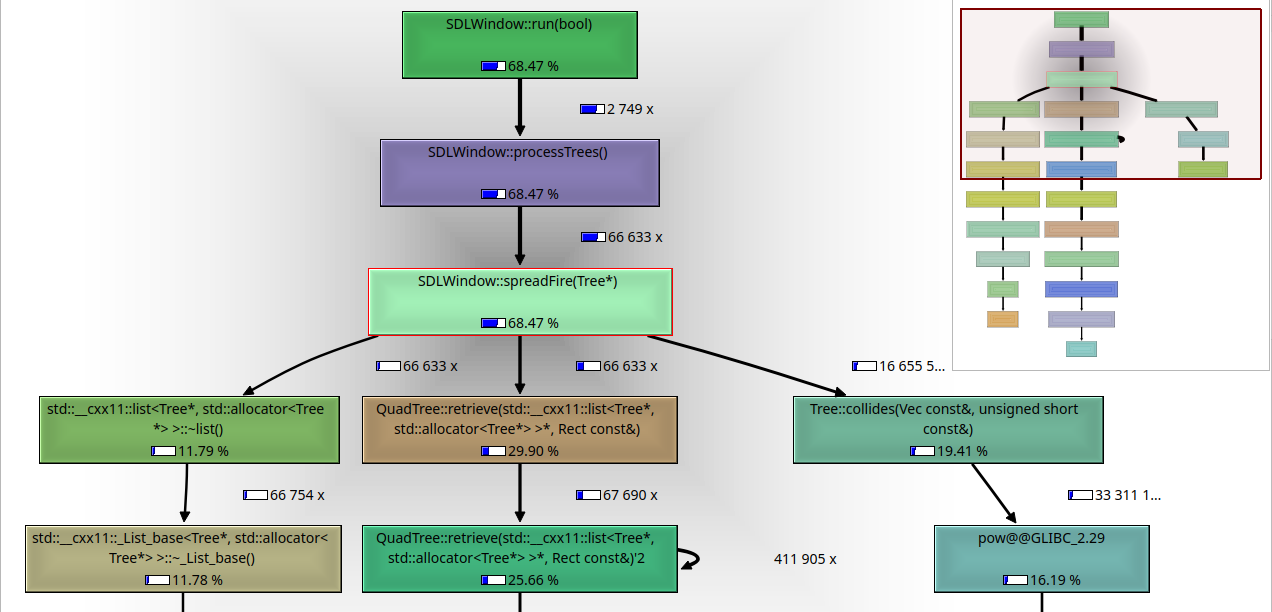 SDLWindow::run(bool)
68.47 %
2 749 x
SDLWindow::processTrees()
68.47 %
66 633 x
SDLWindow::spreadFire(Tree*)
68.47 %
66 633 x
66 633 x
16 655 5...
std::__cxx11::list<Tree*, std::allocator<Tree
*> >::~list()
11.79 %
QuadTree::retrieve(std::__cxx11::list<Tree*,
std::allocator<Tree*> >*, Rect const&)
29.90 %
Tree::collides(Vec const&, unsigned short
const&)
19.41 %
66 754 x
67 690 x
33 311 1...
std::__cxx11::_List_base<Tree*, std::allocator<
Tree*> >::~_List_base()
11.78 %
QuadTree::retrieve(std::__cxx11::list<Tree*,
std::allocator<Tree*> >*, Rect const&)'2
25.66 %
411 905 x
pow@@GLIBC_2.29
16.19 %